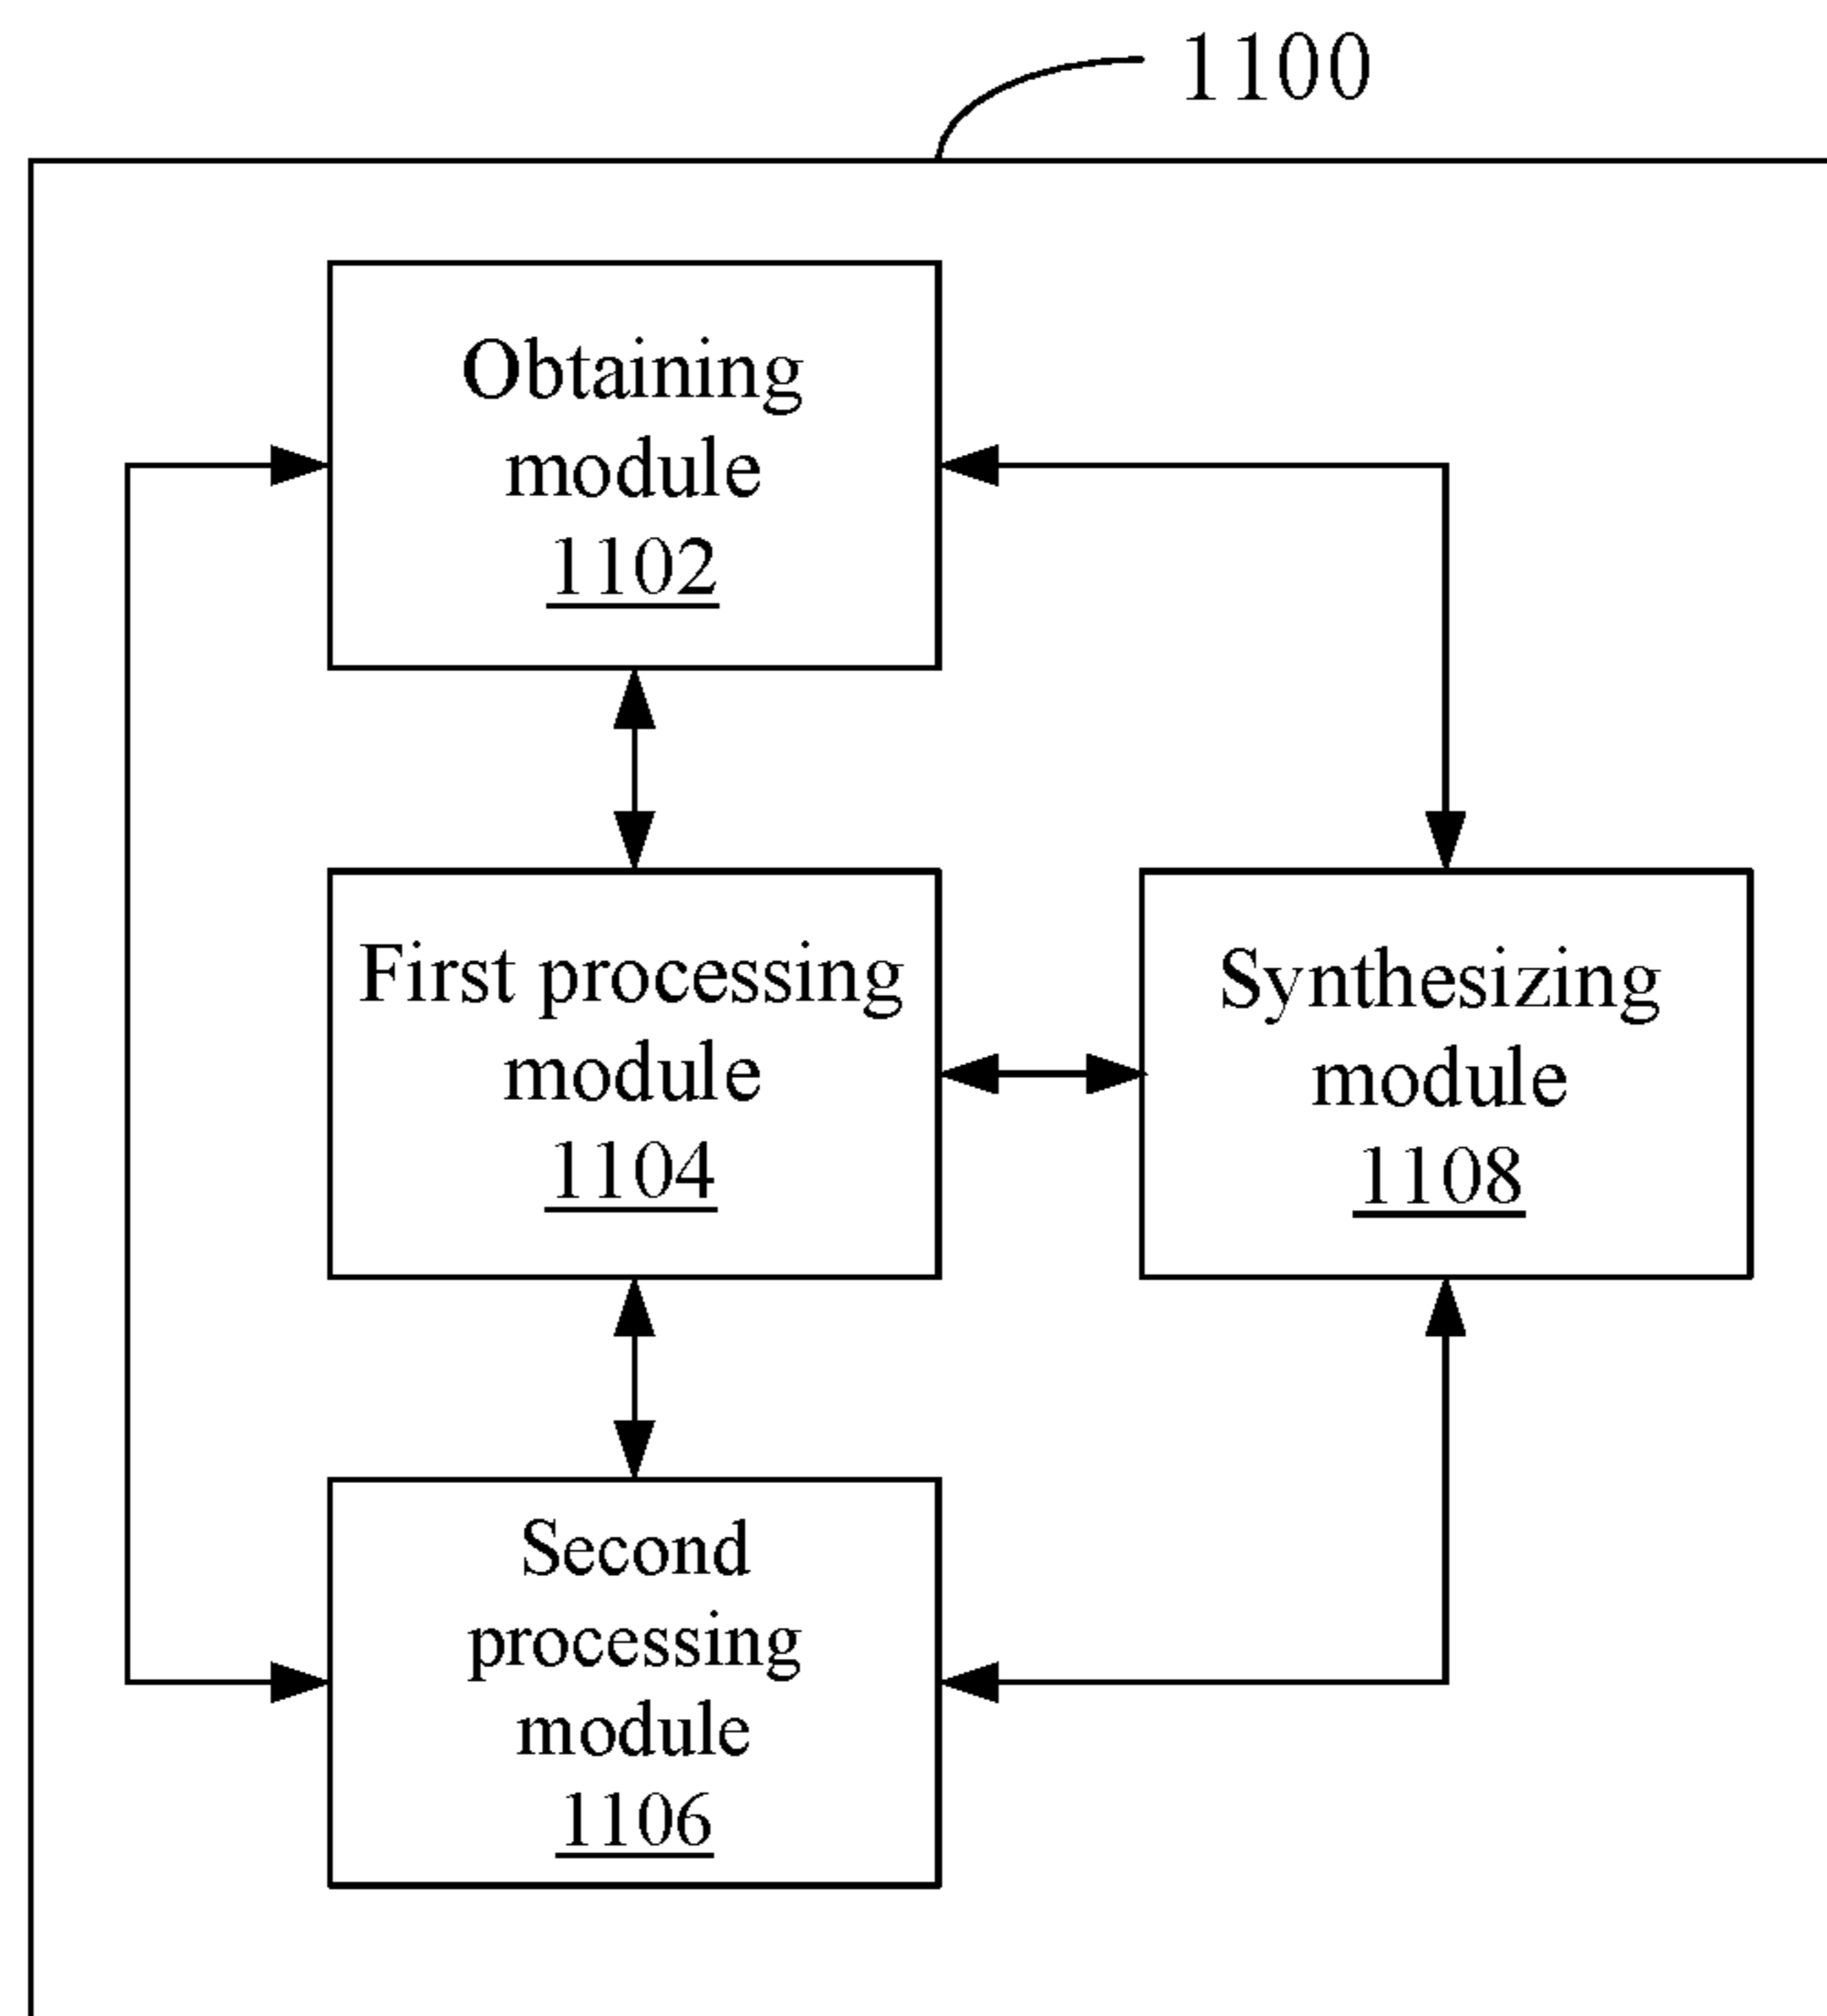 1100
Obtaining
module
1102
First processing
module
1104
Synthesizing
module
1108
Second
processing
module
1106